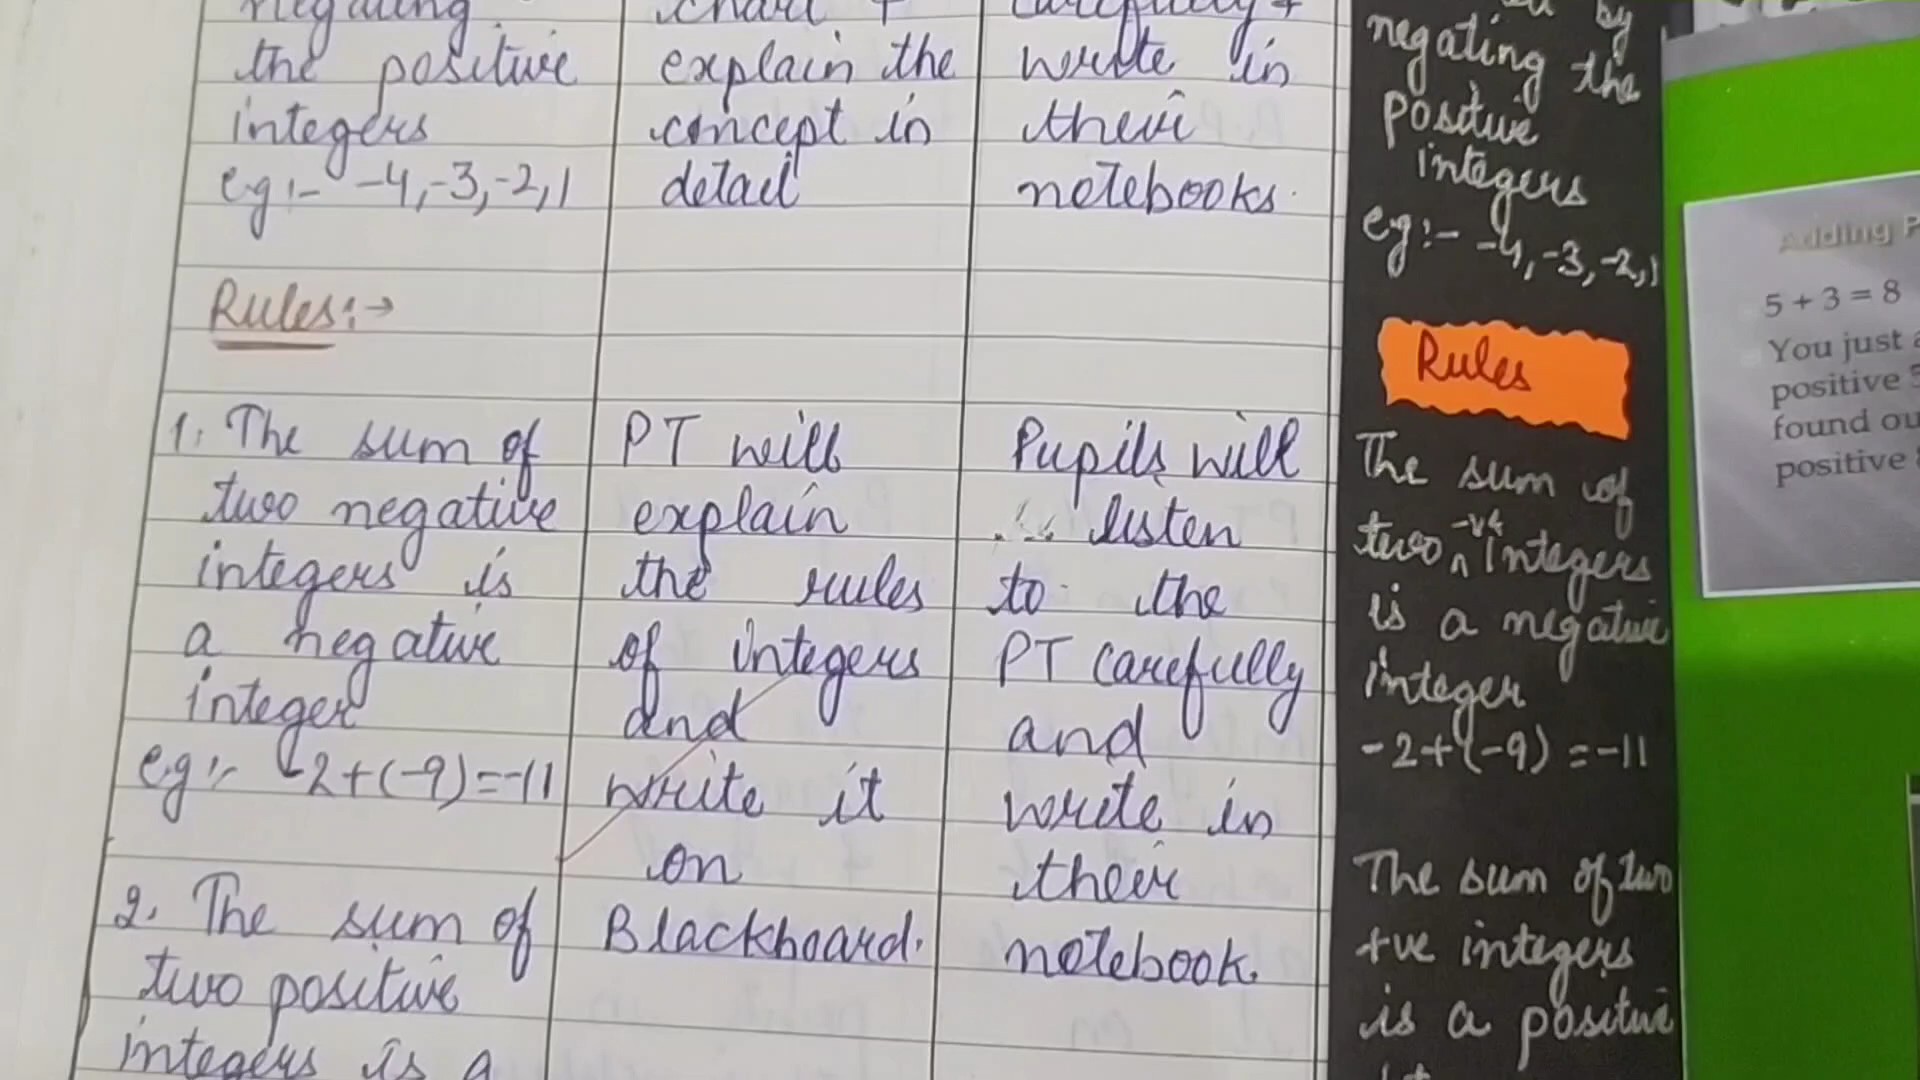 negating
the positive
integers
eg:- -4,-3,-2,1
Rules:→
1. The sum of
two negative
integers is
a negative
integer
eg:- -2+(-9)=-11
2. The sum of
two positive
integers is a
chart +
explain the
concept in
detail
PT will
explain
the rules
of integers
and
write it
on
Blackboard.
carefully +
write in
their
notebooks.
Pupils will
listen
to the
PT carefully
and
write in
their
notebook.
by
negating the
positive
integers
eg:- -4,-3,-2,1
Rules
The sum of
two -ve integers
is a negative
integer
-2+(-9) = -11
The sum of two
+ve integers
is a positive
Adding
5 + 3 = 8
You just
positive
found
positive